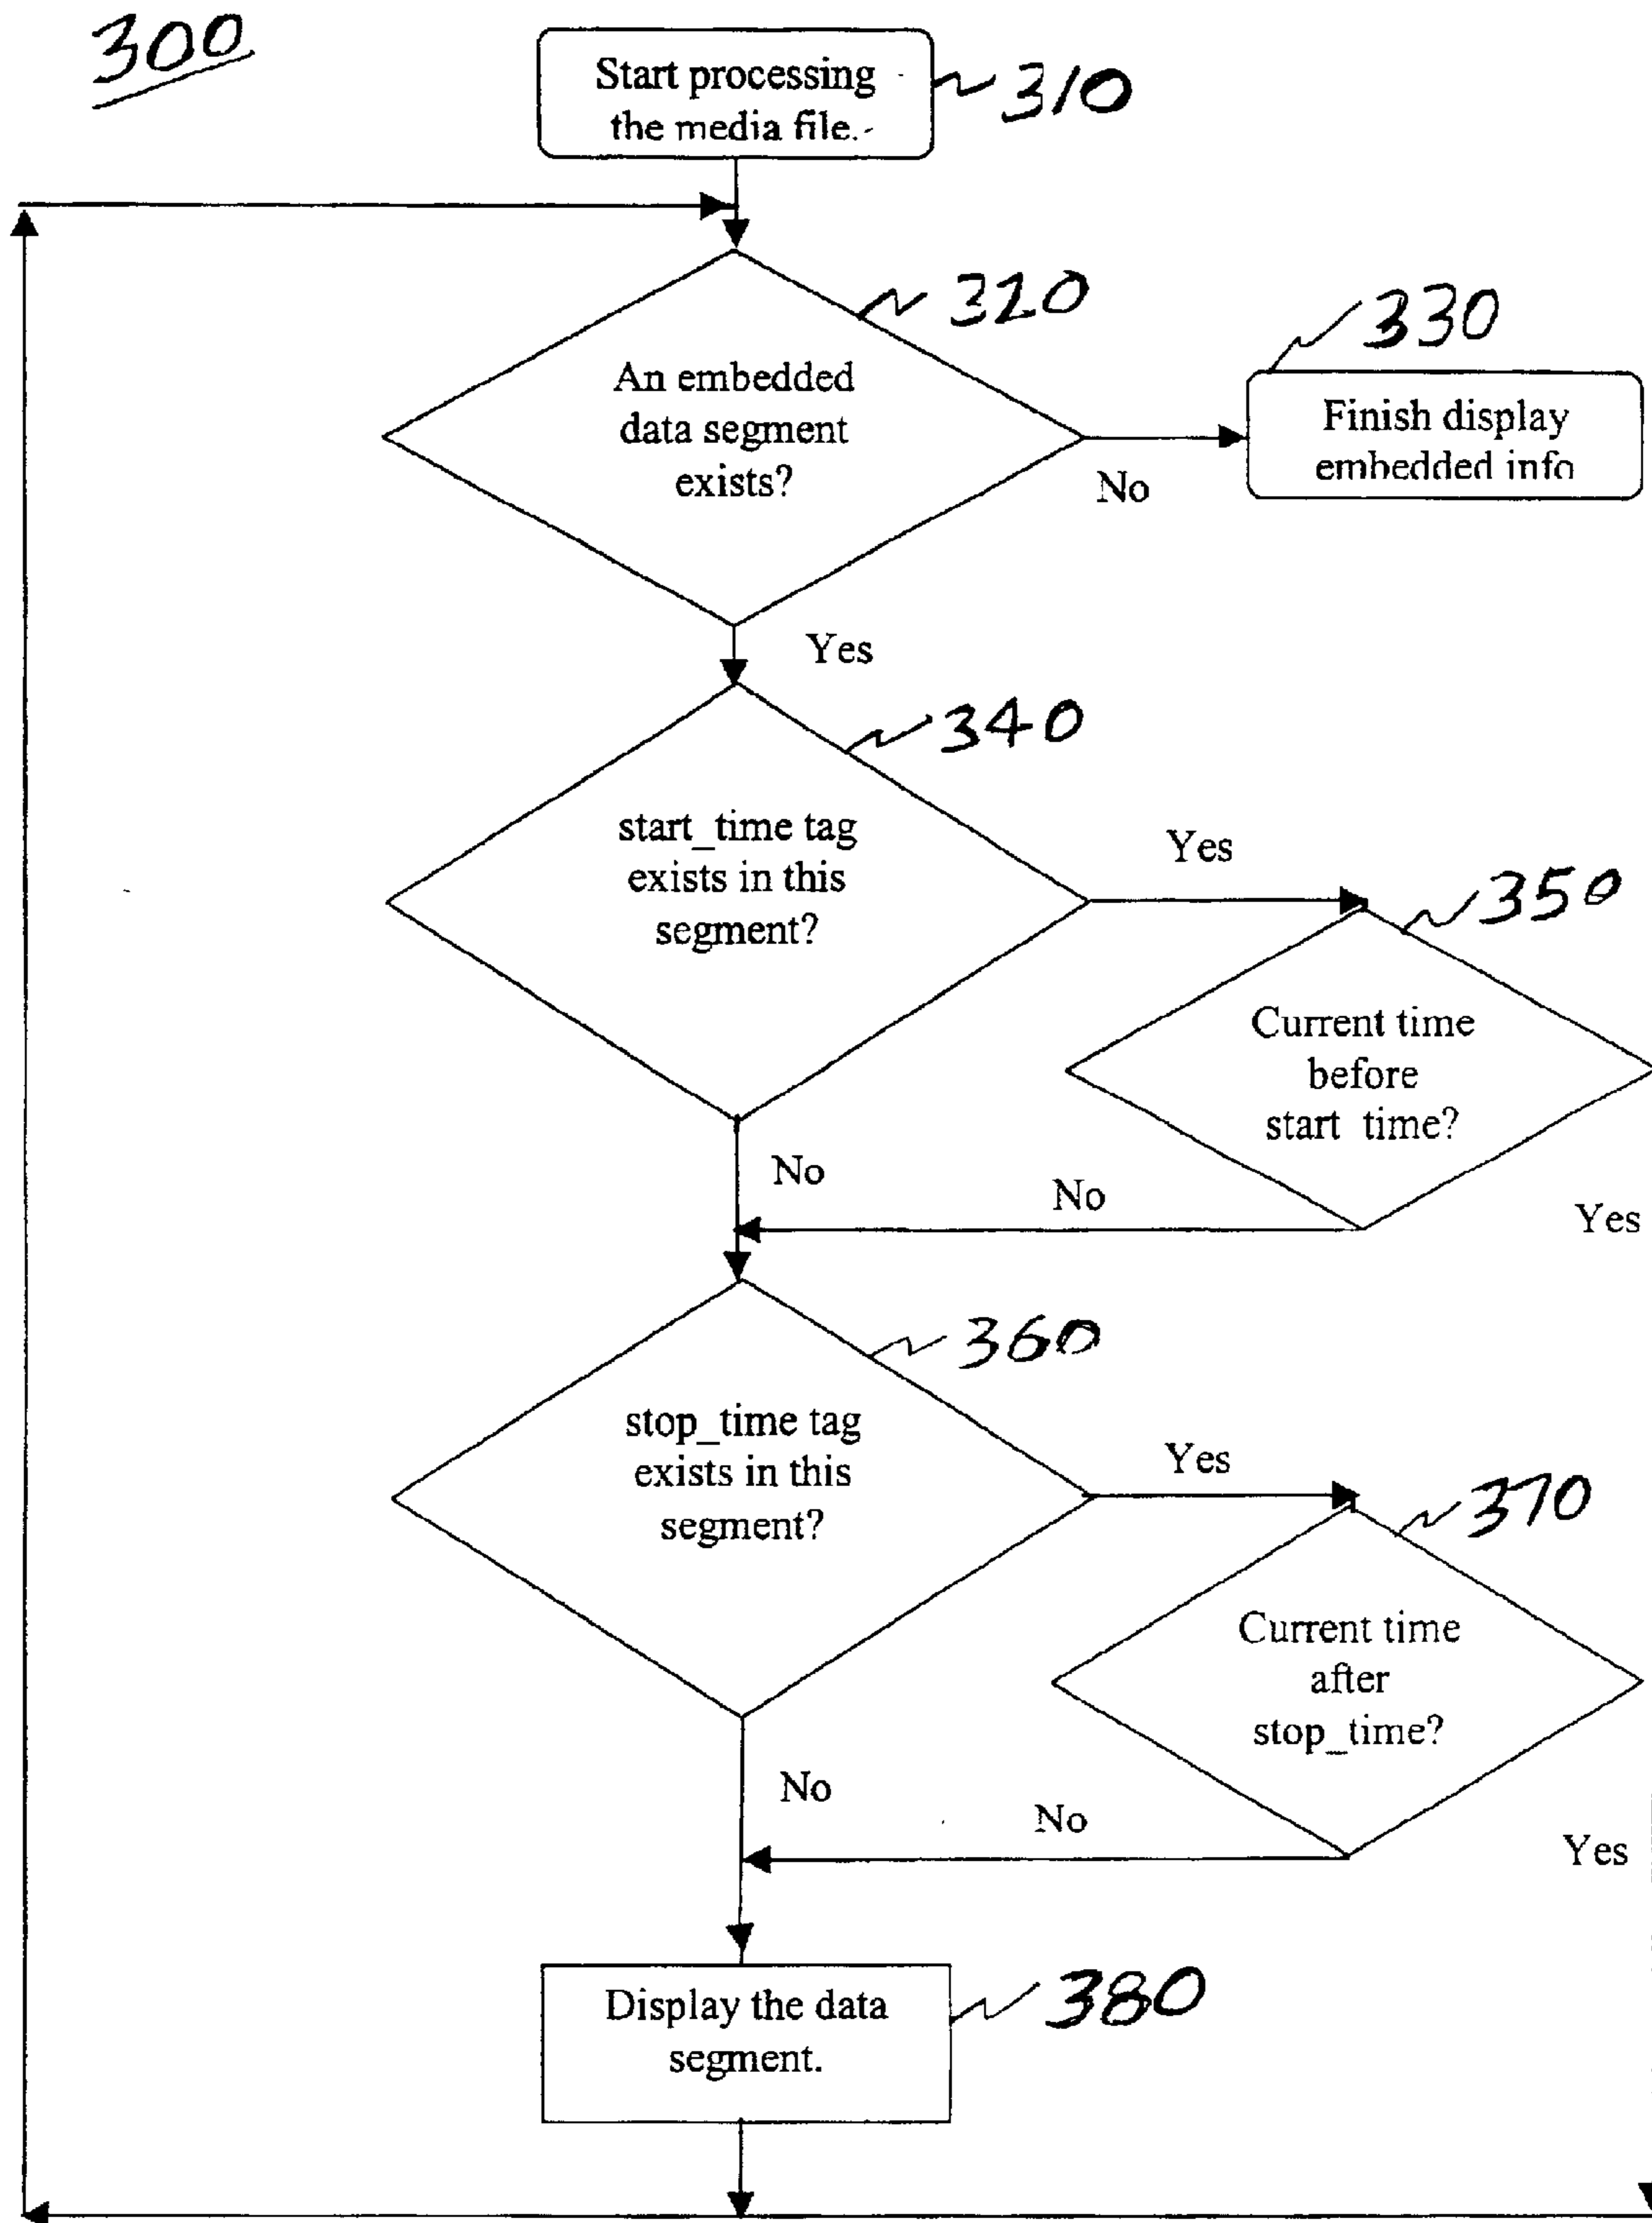 300
Start processing
the media file.
310
320
An embedded
data segment
exists?
330
Finish display
embedded info
No
Yes
340
start_time tag
exists in this
segment?
Yes
350
Current time
before
start time?
No
No
Yes
360
stop_time tag
exists in this
segment?
Yes
370
Current time
after
stop_time?
No
No
Yes
Display the data
segment.
380